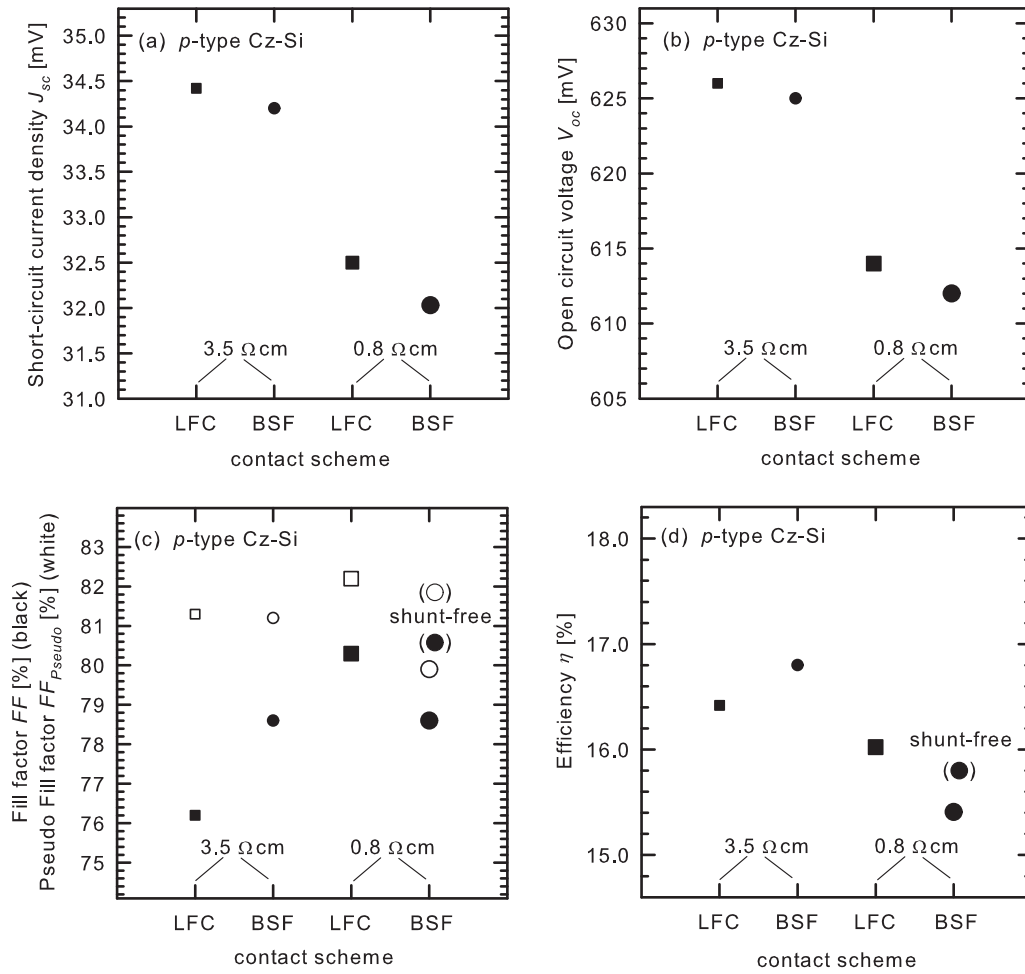 Short-circuit current density Jsc [mV]
35.0
34.5
34.0
33.5
33.0
32.5
32.0
31.5
31.0
(a) p-type Cz-Si
3.5 Ωcm
0.8 Ωcm
LFC BSF LFC BSF
contact scheme
Open circuit voltage Voc [mV]
630
625
620
615
610
605
(b) p-type Cz-Si
3.5 Ωcm
0.8 Ωcm
LFC BSF LFC BSF
contact scheme
Fill factor FF [%] (black)
Pseudo Fill factor FFPseudo [%] (white)
83
82
81
80
79
78
77
76
75
(c) p-type Cz-Si
( )
shunt-free
( )
3.5 Ωcm
0.8 Ωcm
LFC BSF LFC BSF
contact scheme
Efficiency η [%]
18.0
17.0
16.0
15.0
(d) p-type Cz-Si
shunt-free
( )
3.5 Ωcm
0.8 Ωcm
LFC BSF LFC BSF
contact scheme